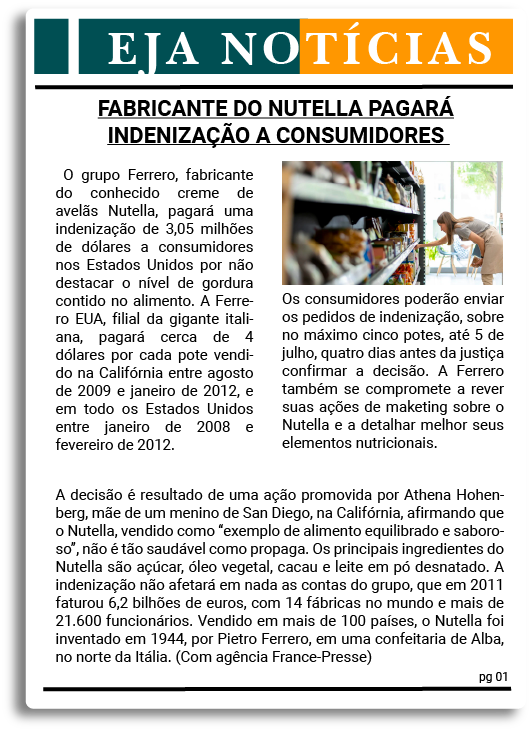 EJA NOTÍCIAS
FABRICANTE DO NUTELLA PAGARÁ
INDENIZAÇÃO A CONSUMIDORES
O grupo Ferrero, fabricante
do conhecido creme de
avelãs Nutella, pagará uma
indenização de 3,05 milhões
de dólares a consumidores
nos Estados Unidos por não
destacar o nível de gordura
contido no alimento. A Ferre-
ro EUA, filial da gigante itali-
ana, pagará cerca de 4
dólares por cada pote vendi-
do na Califórnia entre agosto
de 2009 e janeiro de 2012, e
em todo os Estados Unidos
entre janeiro de 2008 e
fevereiro de 2012.
Os consumidores poderão enviar
os pedidos de indenização, sobre
no máximo cinco potes, até 5 de
julho, quatro dias antes da justiça
confirmar a decisão. A Ferrero
também se compromete a rever
suas ações de maketing sobre o
Nutella e a detalhar melhor seus
elementos nutricionais.
A decisão é resultado de uma ação promovida por Athena Hohen-
berg, mãe de um menino de San Diego, na Califórnia, afirmando que
o Nutella, vendido como “exemplo de alimento equilibrado e saboro-
so”, não é tão saudável como propaga. Os principais ingredientes do
Nutella são açúcar, óleo vegetal, cacau e leite em pó desnatado. A
indenização não afetará em nada as contas do grupo, que em 2011
faturou 6,2 bilhões de euros, com 14 fábricas no mundo e mais de
21.600 funcionários. Vendido em mais de 100 países, o Nutella foi
inventado em 1944, por Pietro Ferrero, em uma confeitaria de Alba,
no norte da Itália. (Com agência France-Presse)
pg 01